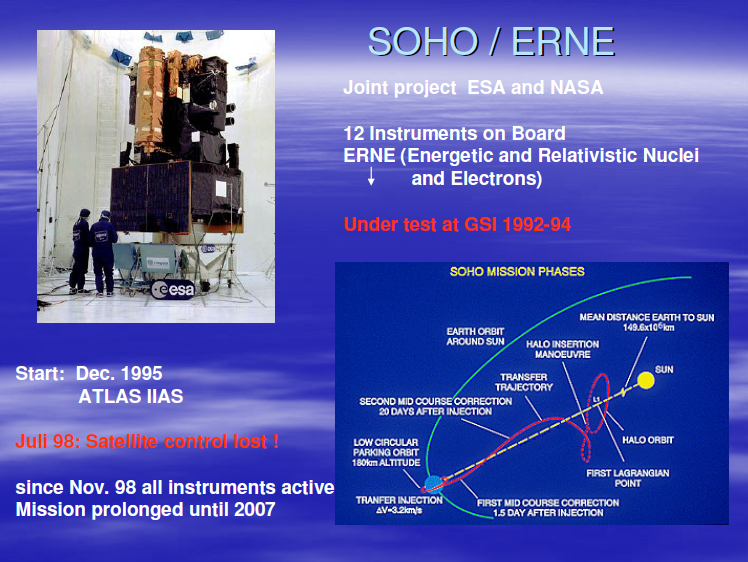 SOHO / ERNE
Joint project ESA and NASA
12 Instruments on Board
ERNE (Energetic and Relativistic Nuclei
and Electrons)
Under test at GSI 1992-94
esa
Start: Dec. 1995
ATLAS IIAS
Juli 98: Satellite control lost !
since Nov. 98 all instruments active
Mission prolonged until 2007
SOHO MISSION PHASES
MEAN DISTANCE EARTH TO SUN
149.6x10⁶km
EARTH ORBIT
AROUND SUN
HALO INSERTION
MANOEUVRE
SUN
TRANSFER
TRAJECTORY
SECOND MID COURSE CORRECTION
20 DAYS AFTER INJECTION
L1
HALO ORBIT
LOW CIRCULAR
PARKING ORBIT
180km ALTITUDE
FIRST LAGRANGIAN
POINT
TRANFER INJECTION
ΔV=3.2km/s
FIRST MID COURSE CORRECTION
1.5 DAY AFTER INJECTION